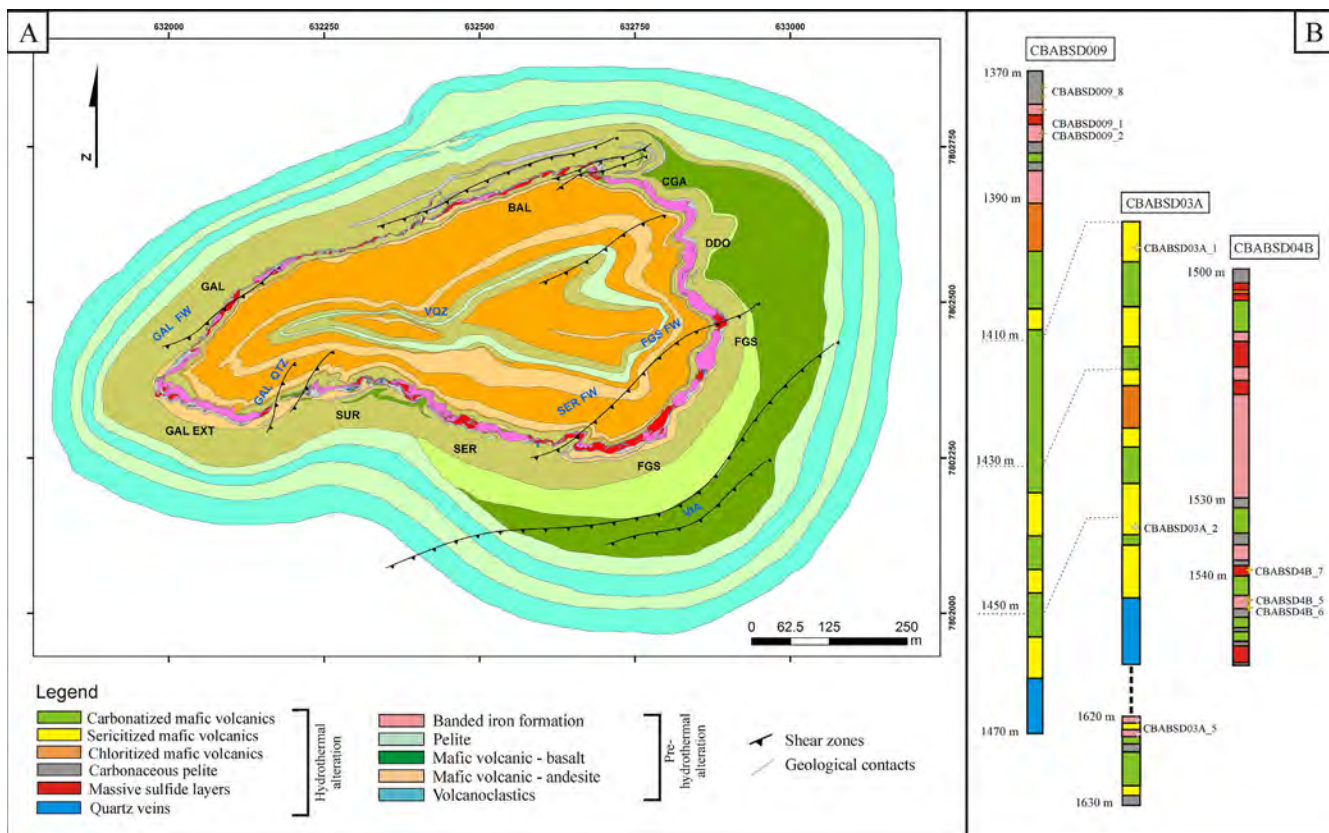 A
B
632000
632250
632500
632750
633000
7802750
7802500
7802250
7802000
N
BAL
CGA
DDO
GAL
GAL FW
VQZ
FGS FW
FGS
GAL QTZ
SER FW
GAL EXT
SUR
SER
FGS
VIA
0 62.5 125 250
m
CBABSD009
1370 m
CBABSD009_8
CBABSD009_1
CBABSD009_2
1390 m
1410 m
1430 m
1450 m
1470 m
CBABSD03A
CBABSD03A_1
CBABSD03A_2
1620 m
CBABSD03A_5
1630 m
CBABSD04B
1500 m
1530 m
1540 m
CBABSD4B_7
CBABSD4B_5
CBABSD4B_6
Legend
Carbonatized mafic volcanics
Sericitized mafic volcanics
Chloritized mafic volcanics
Carbonaceous pelite
Massive sulfide layers
Quartz veins
Hydrothermal
alteration
Banded iron formation
Pelite
Mafic volcanic - basalt
Mafic volcanic - andesite
Volcanoclastics
Pre-
hydrothermal
alteration
Shear zones
Geological contacts